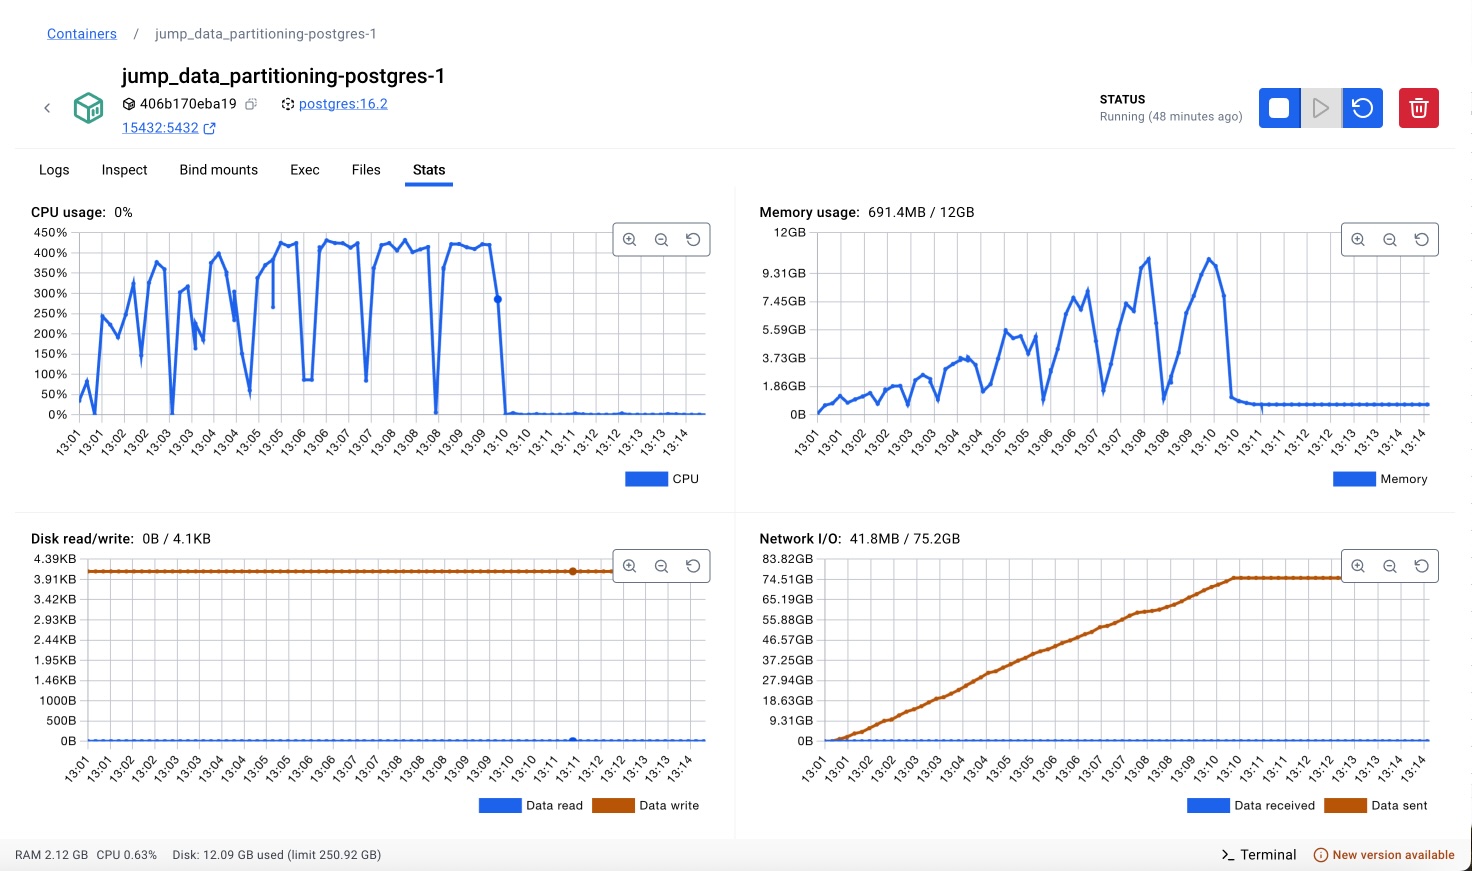 Containers / jump_data_partitioning-postgres-1
jump_data_partitioning-postgres-1
406b170eba19 postgres:16.2
15432:5432
STATUS
Running (48 minutes ago)
Logs Inspect Bind mounts Exec Files Stats
CPU usage: 0%
450%
400%
350%
300%
250%
200%
150%
100%
50%
0%
13:01 13:01 13:02 13:02 13:03 13:03 13:04 13:04 13:05 13:05 13:06 13:06 13:07 13:07 13:08 13:08 13:09 13:09 13:10 13:10 13:11 13:11 13:12 13:12 13:13 13:13 13:14
CPU
Memory usage: 691.4MB / 12GB
12GB
9.31GB
7.45GB
5.59GB
3.73GB
1.86GB
0B
13:01 13:01 13:02 13:02 13:03 13:03 13:04 13:04 13:05 13:05 13:06 13:06 13:07 13:07 13:08 13:08 13:09 13:10 13:10 13:11 13:11 13:12 13:12 13:13 13:13 13:14 13:14
Memory
Disk read/write: 0B / 4.1KB
4.39KB
3.91KB
3.42KB
2.93KB
2.44KB
1.95KB
1.46KB
1000B
500B
0B
13:01 13:01 13:02 13:02 13:03 13:03 13:04 13:04 13:05 13:05 13:06 13:06 13:07 13:07 13:08 13:08 13:09 13:09 13:10 13:10 13:11 13:11 13:12 13:12 13:13 13:13 13:14
Data read Data write
Network I/O: 41.8MB / 75.2GB
83.82GB
74.51GB
65.19GB
55.88GB
46.57GB
37.25GB
27.94GB
18.63GB
9.31GB
0B
13:01 13:01 13:02 13:02 13:03 13:03 13:04 13:04 13:05 13:05 13:06 13:06 13:07 13:07 13:08 13:08 13:09 13:10 13:10 13:11 13:11 13:12 13:12 13:13 13:13 13:14 13:14
Data received Data sent
RAM 2.12 GB CPU 0.63% Disk: 12.09 GB used (limit 250.92 GB) >_ Terminal New version available